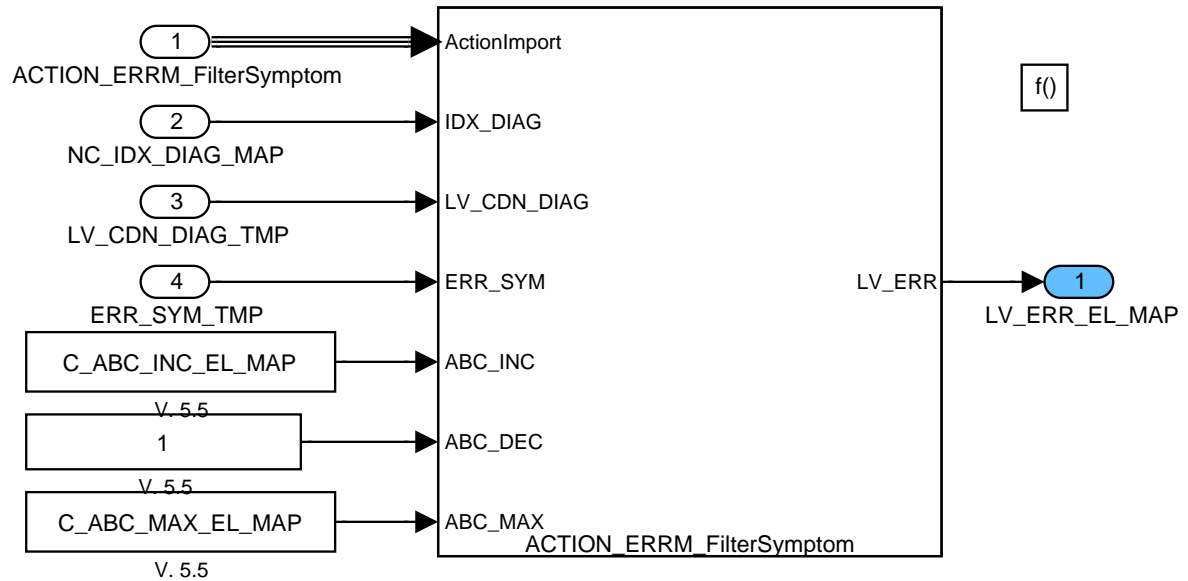 1
ActionImport
ACTION_ERRM_FilterSymptom
f()
2
IDX_DIAG
NC_IDX_DIAG_MAP
3
LV_CDN_DIAG
LV_CDN_DIAG_TMP
4
ERR_SYM
LV_ERR
1
ERR_SYM_TMP
LV_ERR_EL_MAP
C_ABC_INC_EL_MAP
ABC_INC
V. 5.5
1
ABC_DEC
V. 5.5
C_ABC_MAX_EL_MAP
ABC_MAX
ACTION_ERRM_FilterSymptom
V. 5.5